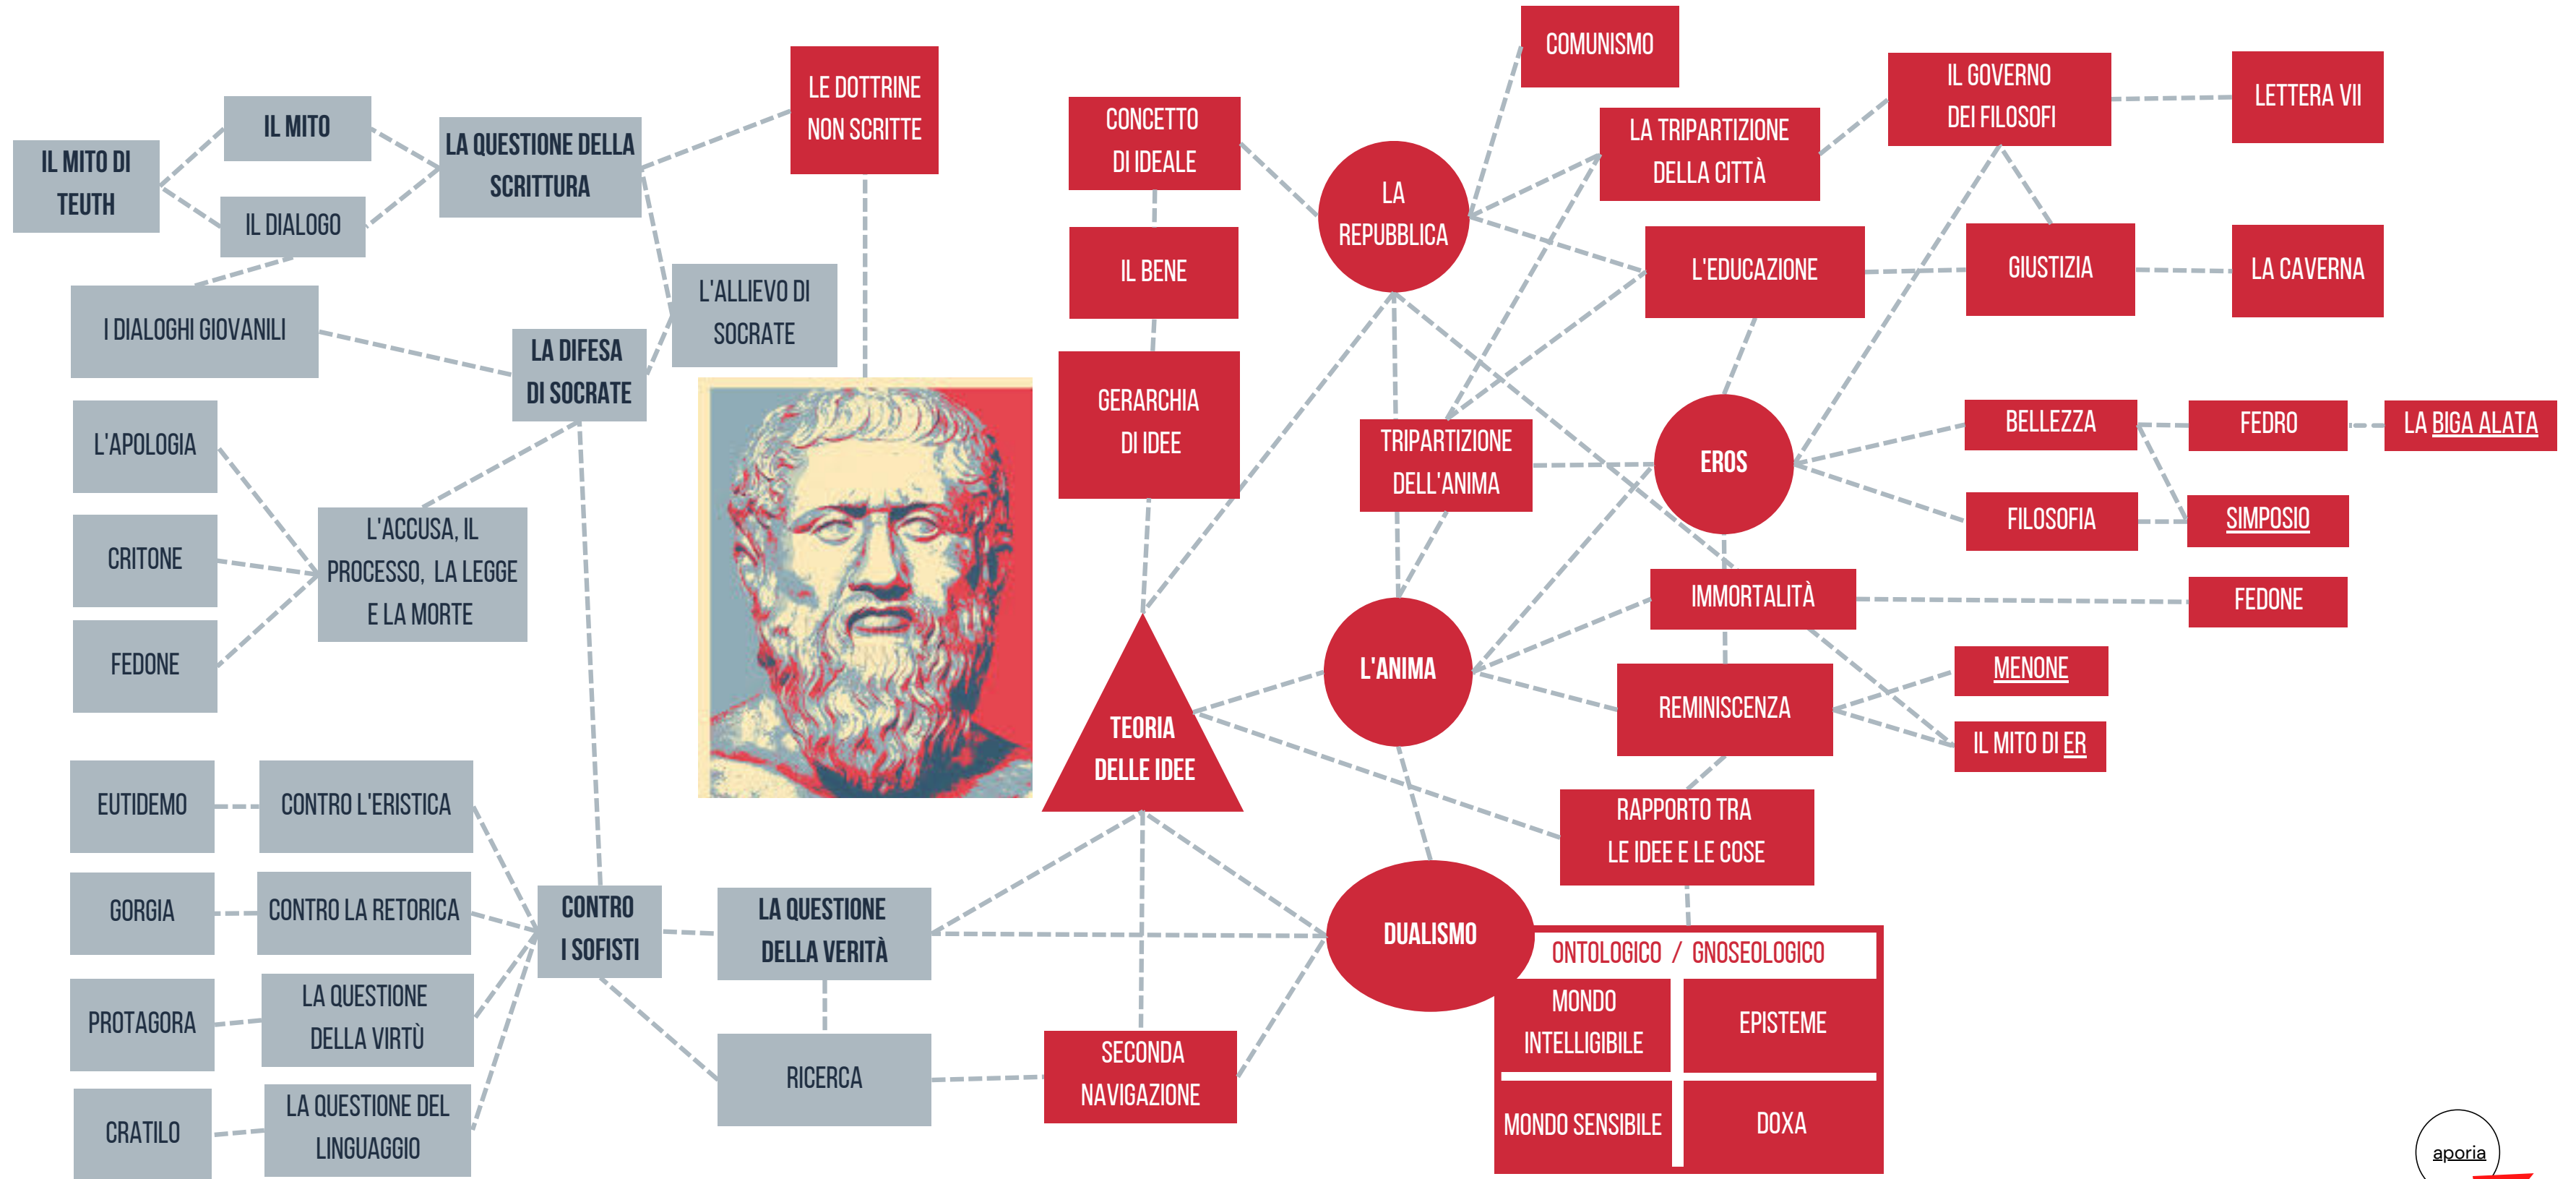 IL MITO DI
TEUTH
IL MITO
IL DIALOGO
LA QUESTIONE DELLA
SCRITTURA
LE DOTTRINE
NON SCRITTE
I DIALOGHI GIOVANILI
LA DIFESA
DI SOCRATE
L'ALLIEVO DI
SOCRATE
L'APOLOGIA
CRITONE
FEDONE
L'ACCUSA, IL
PROCESSO, LA LEGGE
E LA MORTE
EUTIDEMO
CONTRO L'ERISTICA
GORGIA
CONTRO LA RETORICA
PROTAGORA
LA QUESTIONE
DELLA VIRTÙ
CRATILO
LA QUESTIONE DEL
LINGUAGGIO
CONTRO
I SOFISTI
LA QUESTIONE
DELLA VERITÀ
RICERCA
SECONDA
NAVIGAZIONE
CONCETTO
DI IDEALE
IL BENE
GERARCHIA
DI IDEE
TEORIA
DELLE IDEE
LA
REPUBBLICA
COMUNISMO
LA TRIPARTIZIONE
DELLA CITTÀ
IL GOVERNO
DEI FILOSOFI
LETTERA VII
L'EDUCAZIONE
GIUSTIZIA
LA CAVERNA
TRIPARTIZIONE
DELL'ANIMA
EROS
BELLEZZA
FEDRO
LA BIGA ALATA
FILOSOFIA
SIMPOSIO
L'ANIMA
IMMORTALITÀ
FEDONE
REMINISCENZA
MENONE
IL MITO DI ER
RAPPORTO TRA
LE IDEE E LE COSE
DUALISMO
ONTOLOGICO / GNOSEOLOGICO
MONDO
INTELLIGIBILE
EPISTEME
MONDO SENSIBILE
DOXA
aporia